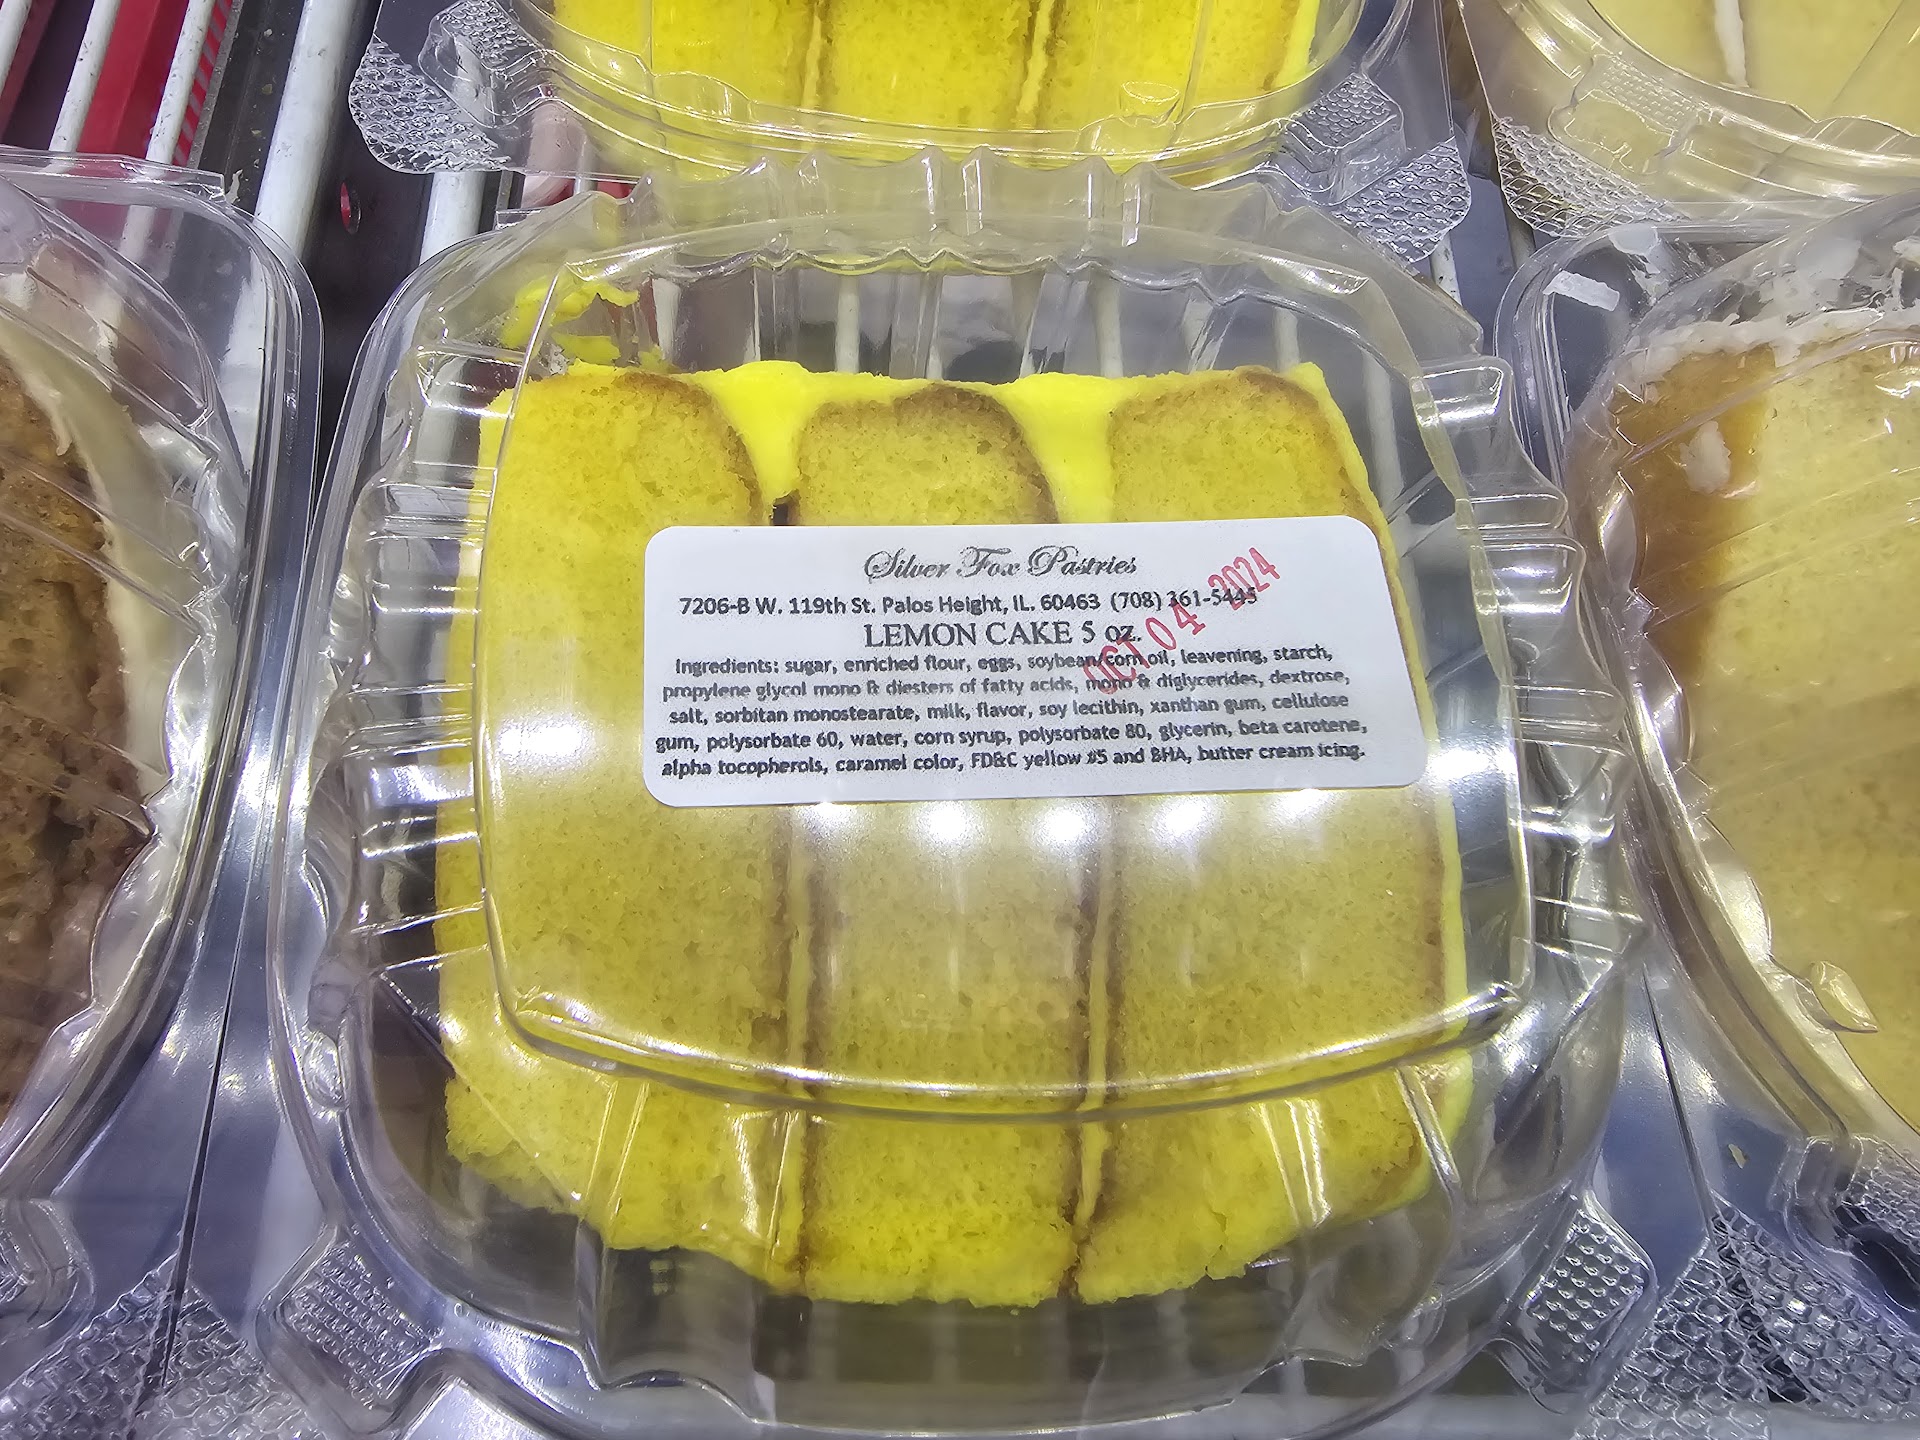 Silver Fox Pastries
7206-B W. 119th St. Palos Height, IL. 60463 (708) 361-5445
LEMON CAKE 5 oz.
OCT 04 2024
Ingredients: sugar, enriched flour, eggs, soybean/corn oil, leavening, starch,
propylene glycol mono & diesters of fatty acids, mono & diglycerides, dextrose,
salt, sorbitan monostearate, milk, flavor, soy lecithin, xanthan gum, cellulose
gum, polysorbate 60, water, corn syrup, polysorbate 80, glycerin, beta carotene,
alpha tocopherols, caramel color, FD&C yellow #5 and BHA, butter cream icing.